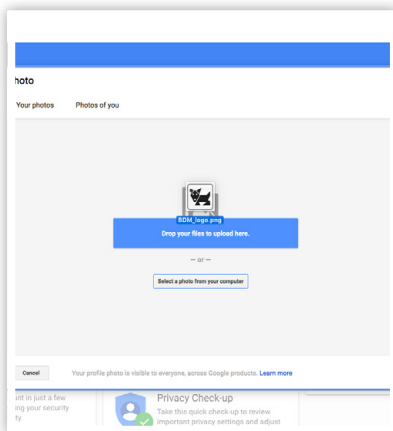 hoto
Your photos Photos of you
BDM_logo.png
Drop your files to upload here.
— or —
Select a photo from your computer
Cancel Your profile photo is visible to everyone, across Google products. Learn more
unt in just a few
ing your security
ty.
Privacy Check-up
Take this quick check-up to review
important privacy settings and adjust